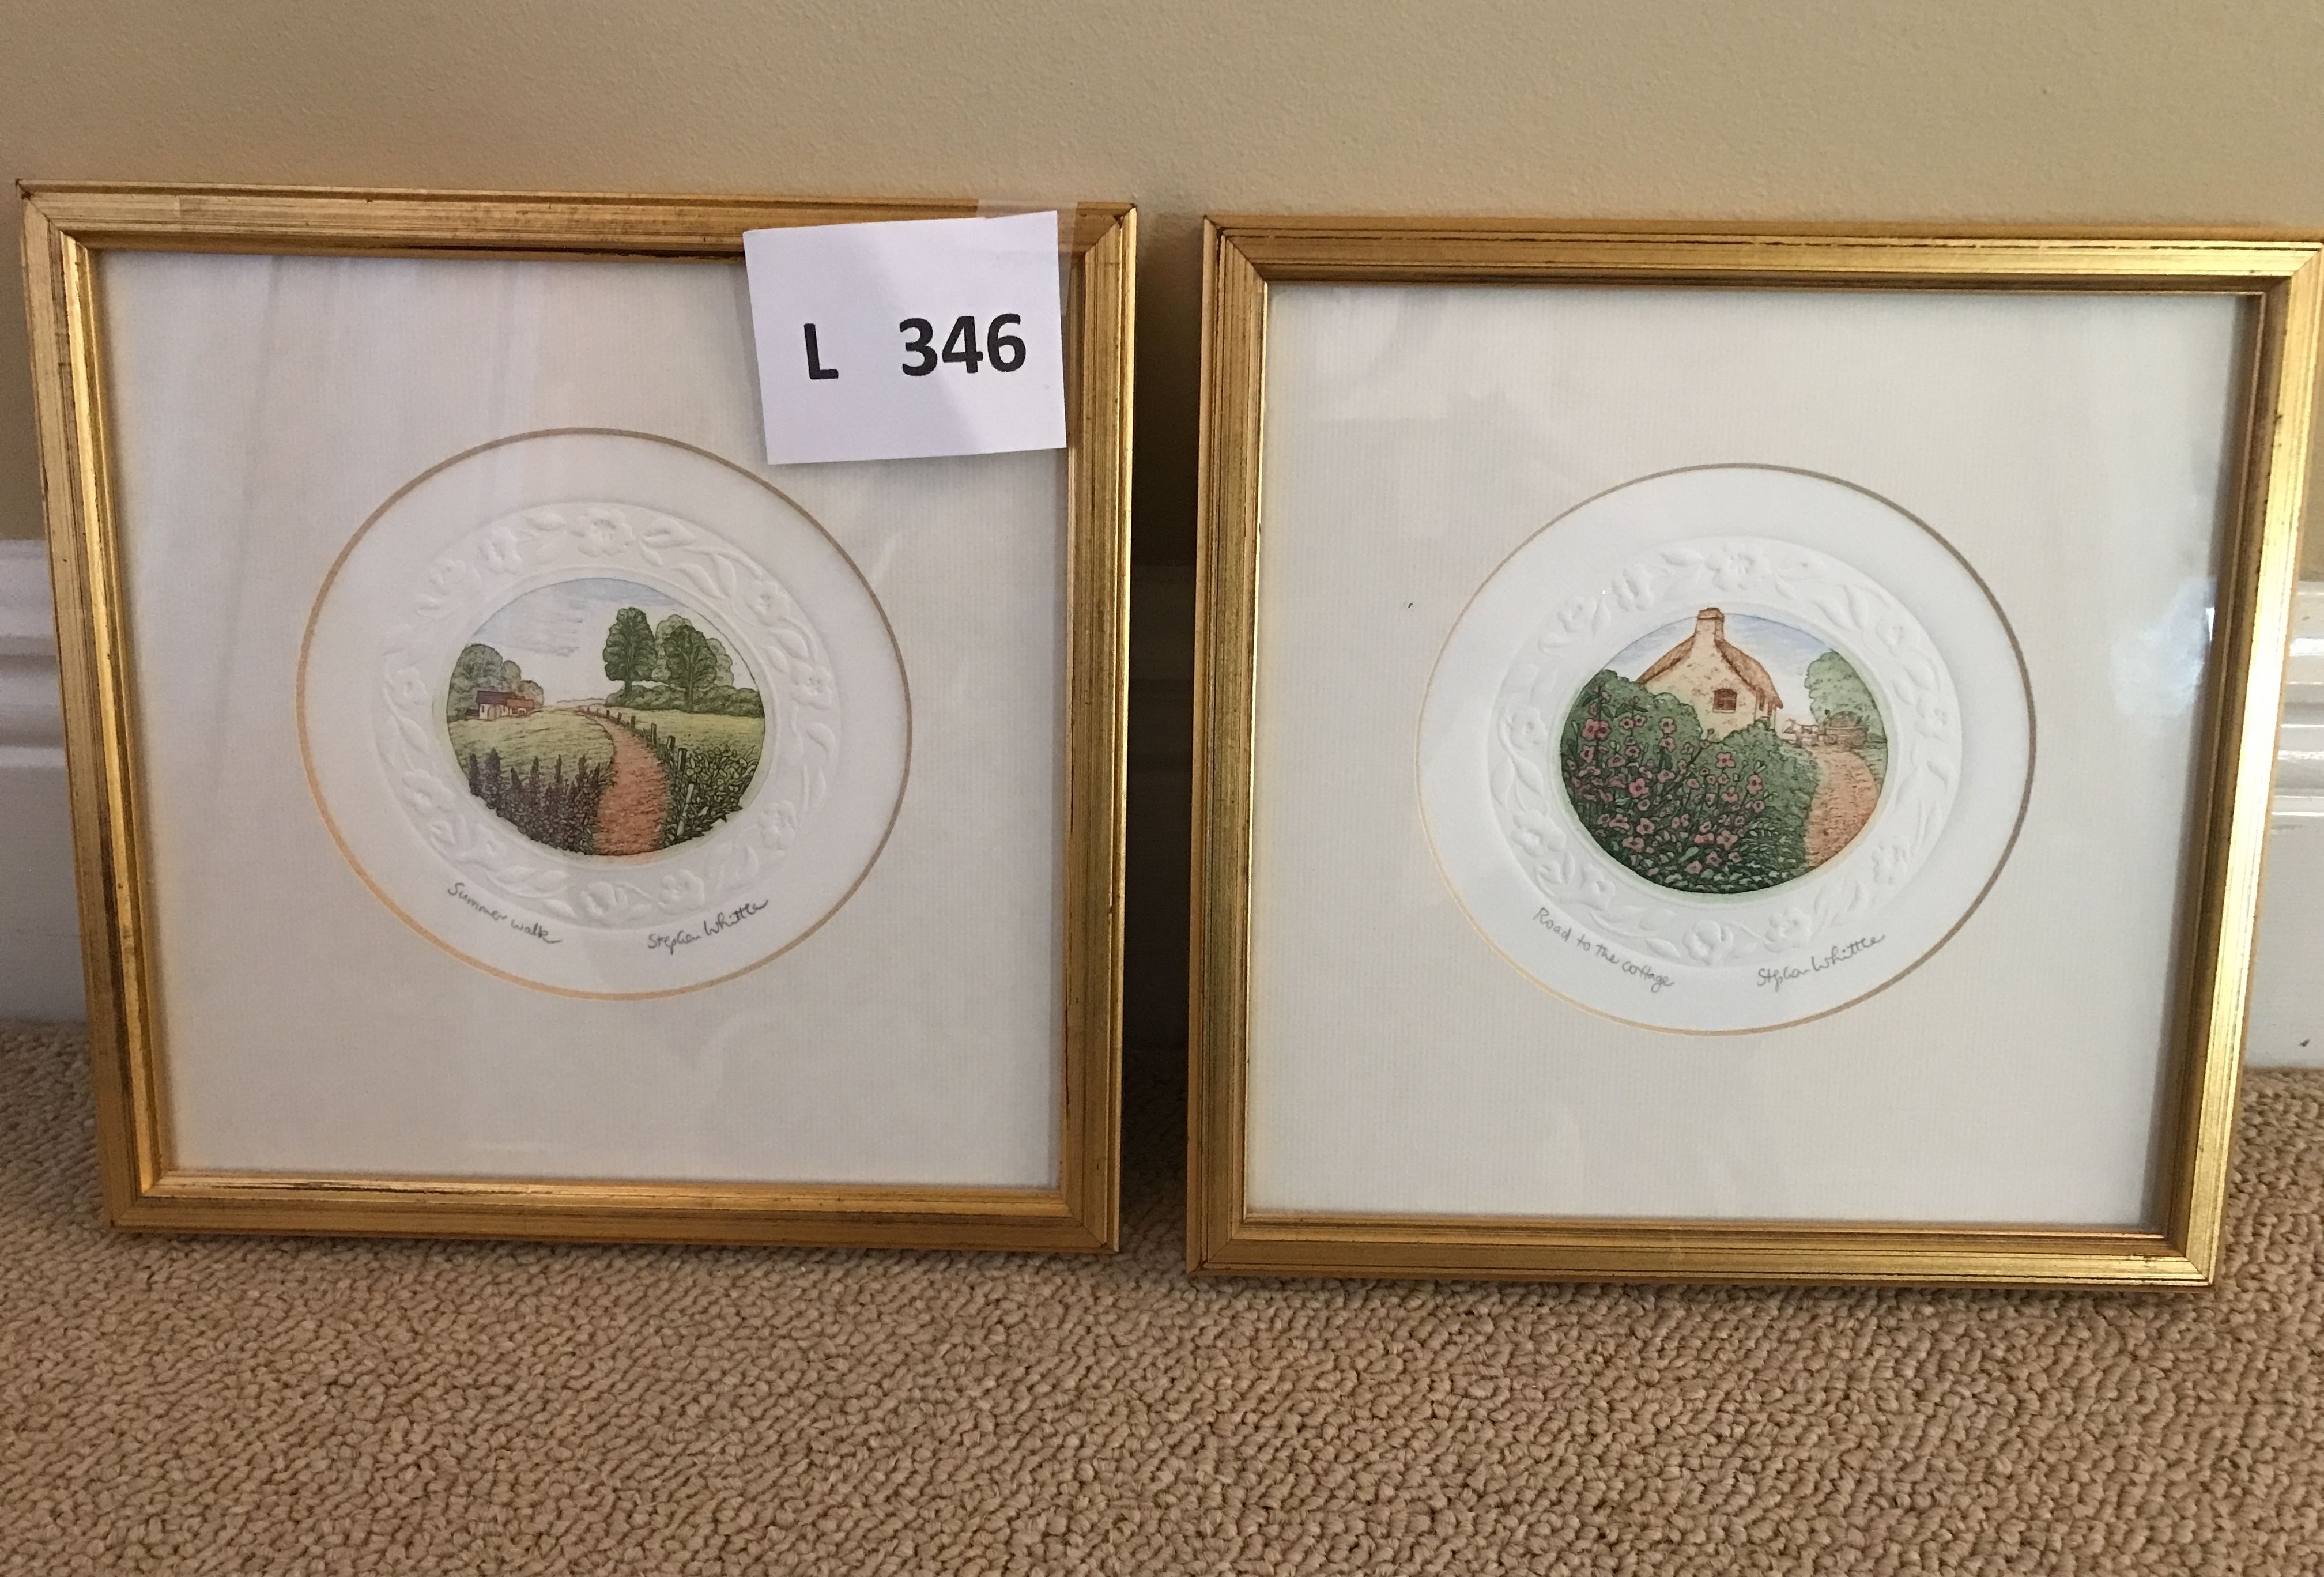 L 346
Summer walk
Stephen Whittle
Road to The cottage
Stephen Whittle